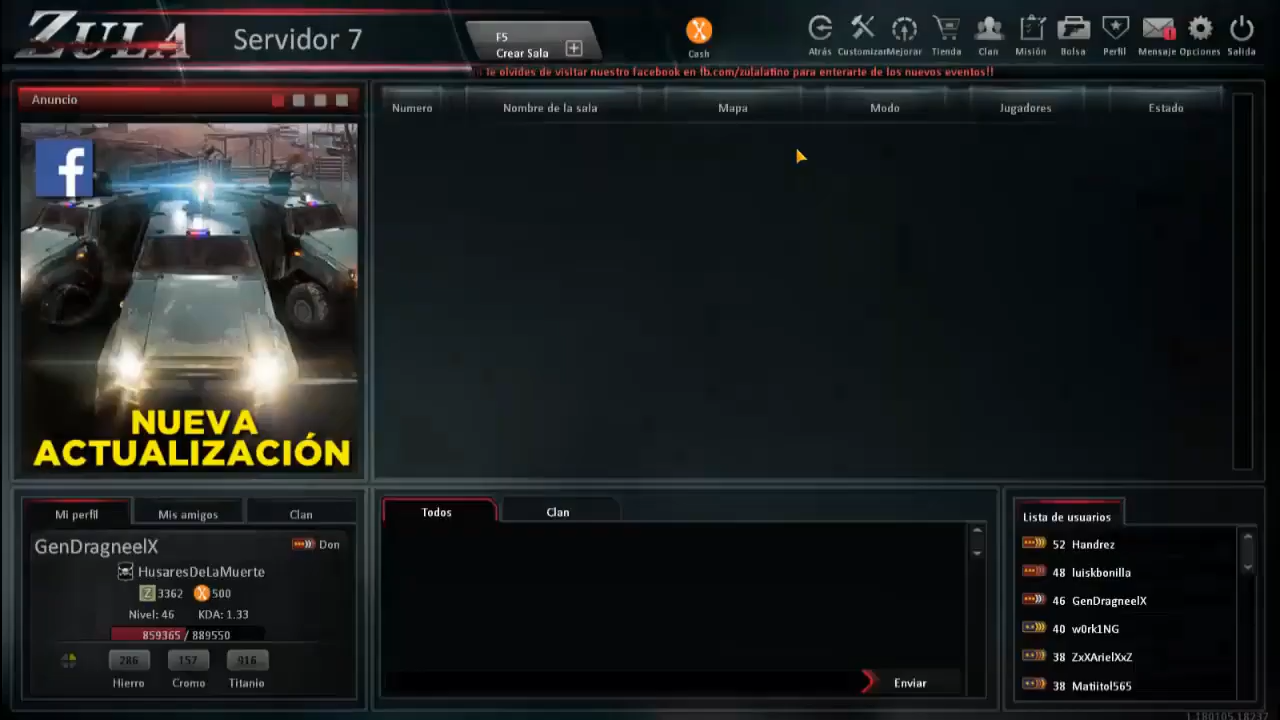 ZULA
Servidor 7
F5
Crear Sala
Cash
Atrás
Customizar
Mejorar
Tienda
Clan
Misión
Bolsa
Perfil
Mensaje
Opciones
Salida
Te olvides de visitar nuestro facebook en fb.com/zulalatino para enterarte de los nuevos eventos!!
Anuncio
f
NUEVA
ACTUALIZACIÓN
Numero
Nombre de la sala
Mapa
Modo
Jugadores
Estado
Mi perfil
Mis amigos
Clan
GenDragneelX
Don
HusaresDeLaMuerte
Z 3362 X 500
Nivel: 46 KDA: 1.33
859365 / 889550
286 157 916
Hierro Cromo Titanio
Todos
Clan
Enviar
Lista de usuarios
52 Handrez
48 luiskbonilla
46 GenDragneelX
40 w0rk1NG
38 ZxXArielXxZ
38 Matiitol565